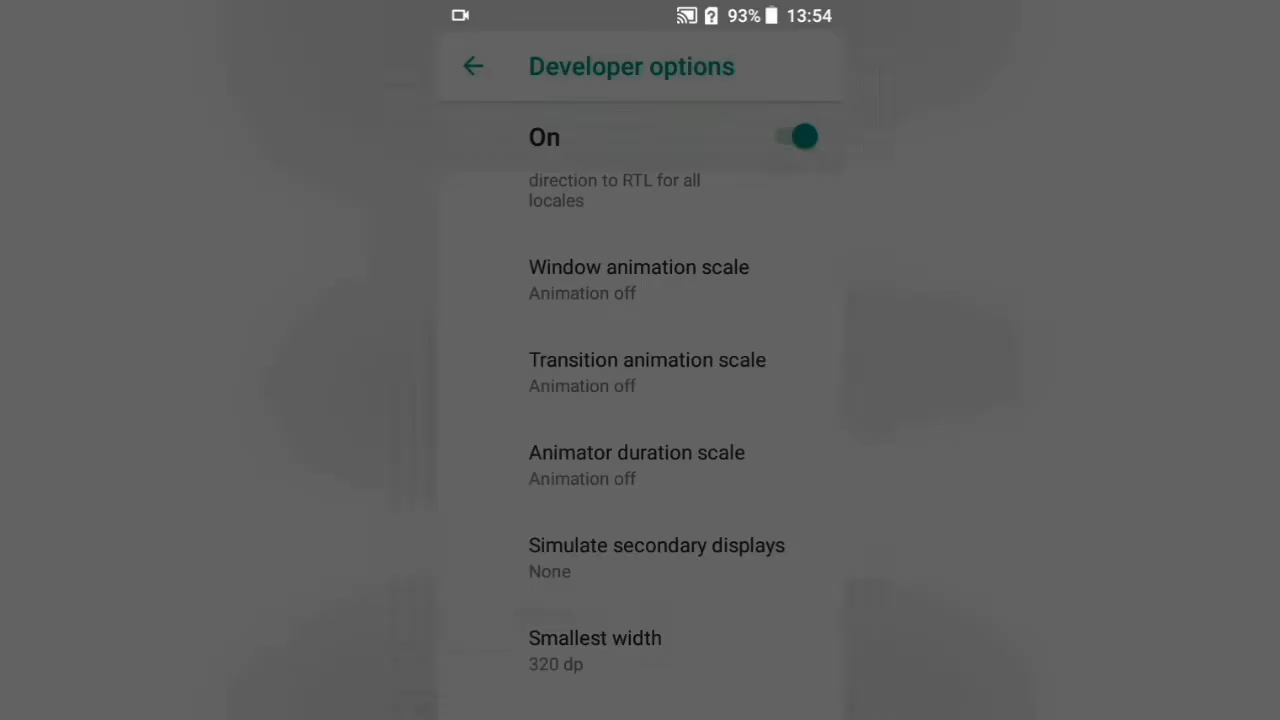 93% 13:54
Developer options
On
direction to RTL for all
locales
Window animation scale
Animation off
Transition animation scale
Animation off
Animator duration scale
Animation off
Simulate secondary displays
None
Smallest width
320 dp